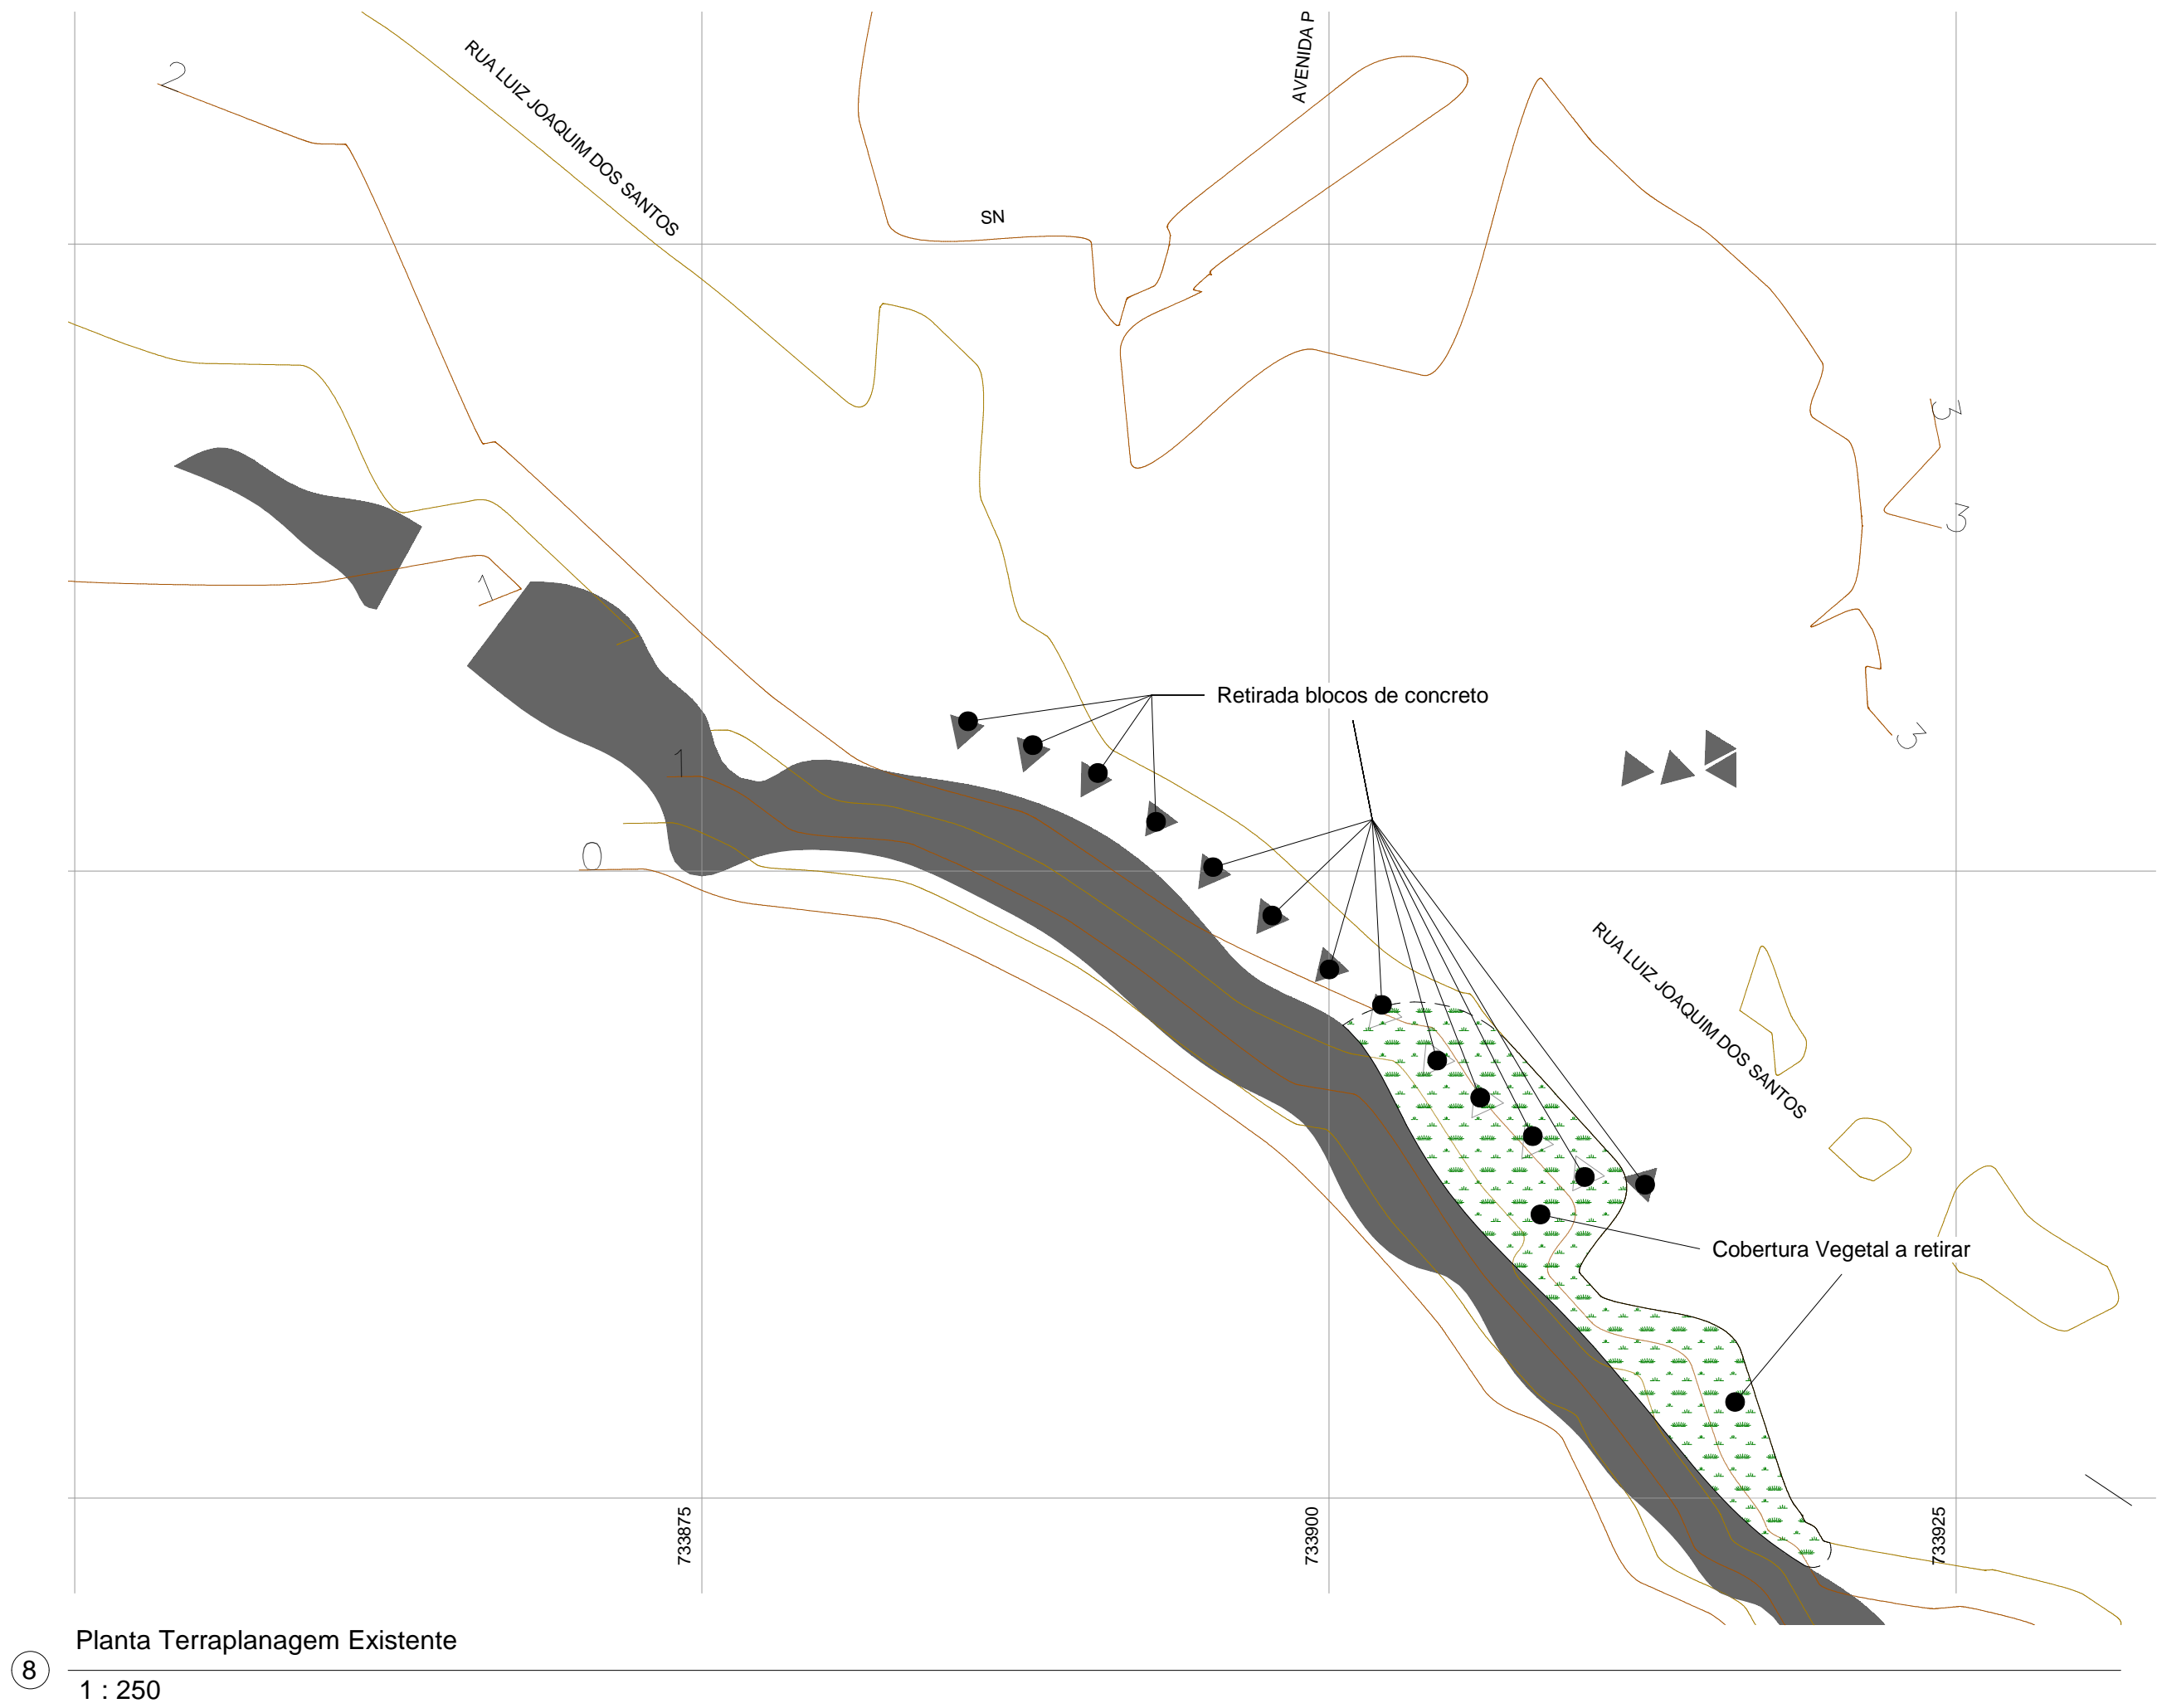 2
RUA LUIZ JOAQUIM DOS SANTOS
AVENIDA P
SN
3
3
1
Retirada blocos de concreto
3
1
0
RUA LUIZ JOAQUIM DOS SANTOS
Cobertura Vegetal a retirar
733875
733900
733925
Planta Terraplanagem Existente
8
1 : 250